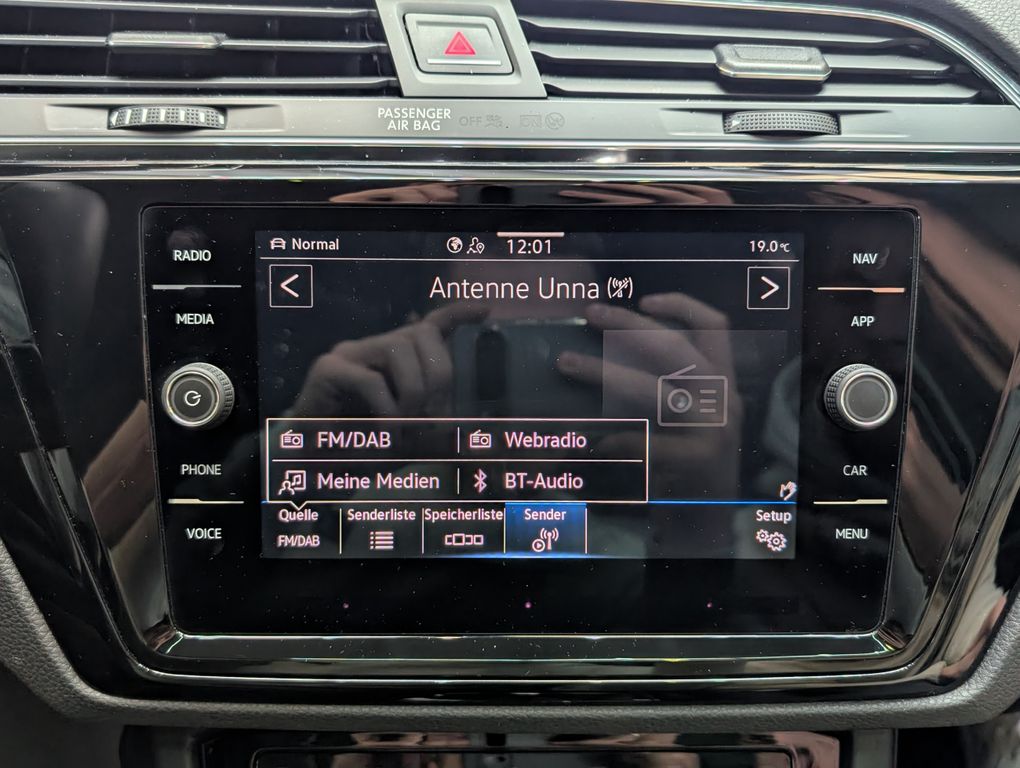 PASSENGER
AIR BAG OFF
RADIO
MEDIA
PHONE
VOICE
Normal 12:01 19.0°C
Antenne Unna
FM/DAB Webradio
Meine Medien BT-Audio
Quelle Senderliste Speicherliste Sender Setup
FM/DAB
NAV
APP
CAR
MENU